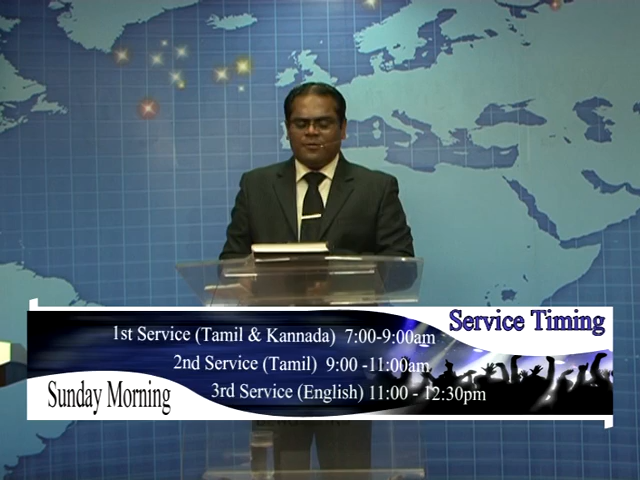 Service Timing
1st Service (Tamil & Kannada) 7:00-9:00am
2nd Service (Tamil) 9:00 -11:00am
3rd Service (English) 11:00 - 12:30pm
Sunday Morning